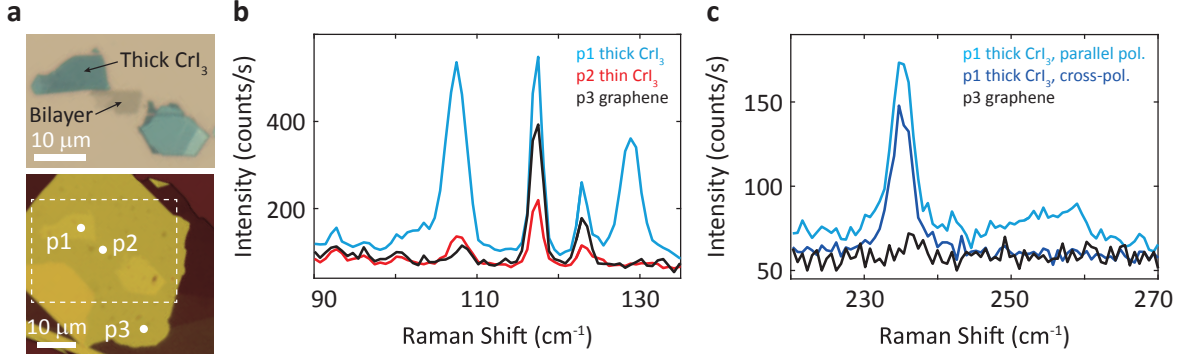 a
Thick CrI3
Bilayer
10 μm
p1
p2
p3
10 μm
b
Intensity (counts/s)
400
200
p1 thick CrI3
p2 thin CrI3
p3 graphene
90
110
130
Raman Shift (cm-1)
c
Intensity (counts/s)
150
100
50
p1 thick CrI3, parallel pol.
p1 thick CrI3, cross-pol.
p3 graphene
230
250
270
Raman Shift (cm-1)